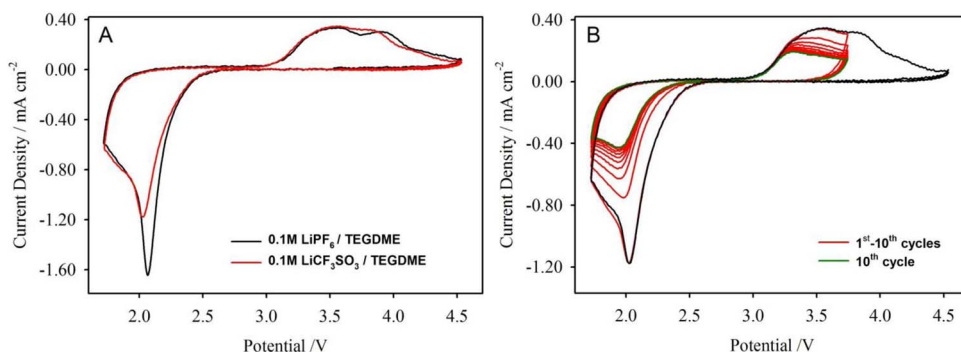 A
0.40
0.00
-0.40
-0.80
-1.20
-1.60
Current Density / mA cm⁻²
0.1M LiPF₆ / TEGDME
0.1M LiCF₃SO₃ / TEGDME
2.0 2.5 3.0 3.5 4.0 4.5
Potential /V
B
0.40
0.00
-0.40
-0.80
-1.20
Current Density / mA cm⁻²
1ˢᵗ-10ᵗʰ cycles
10ᵗʰ cycle
2.0 2.5 3.0 3.5 4.0 4.5
Potential /V